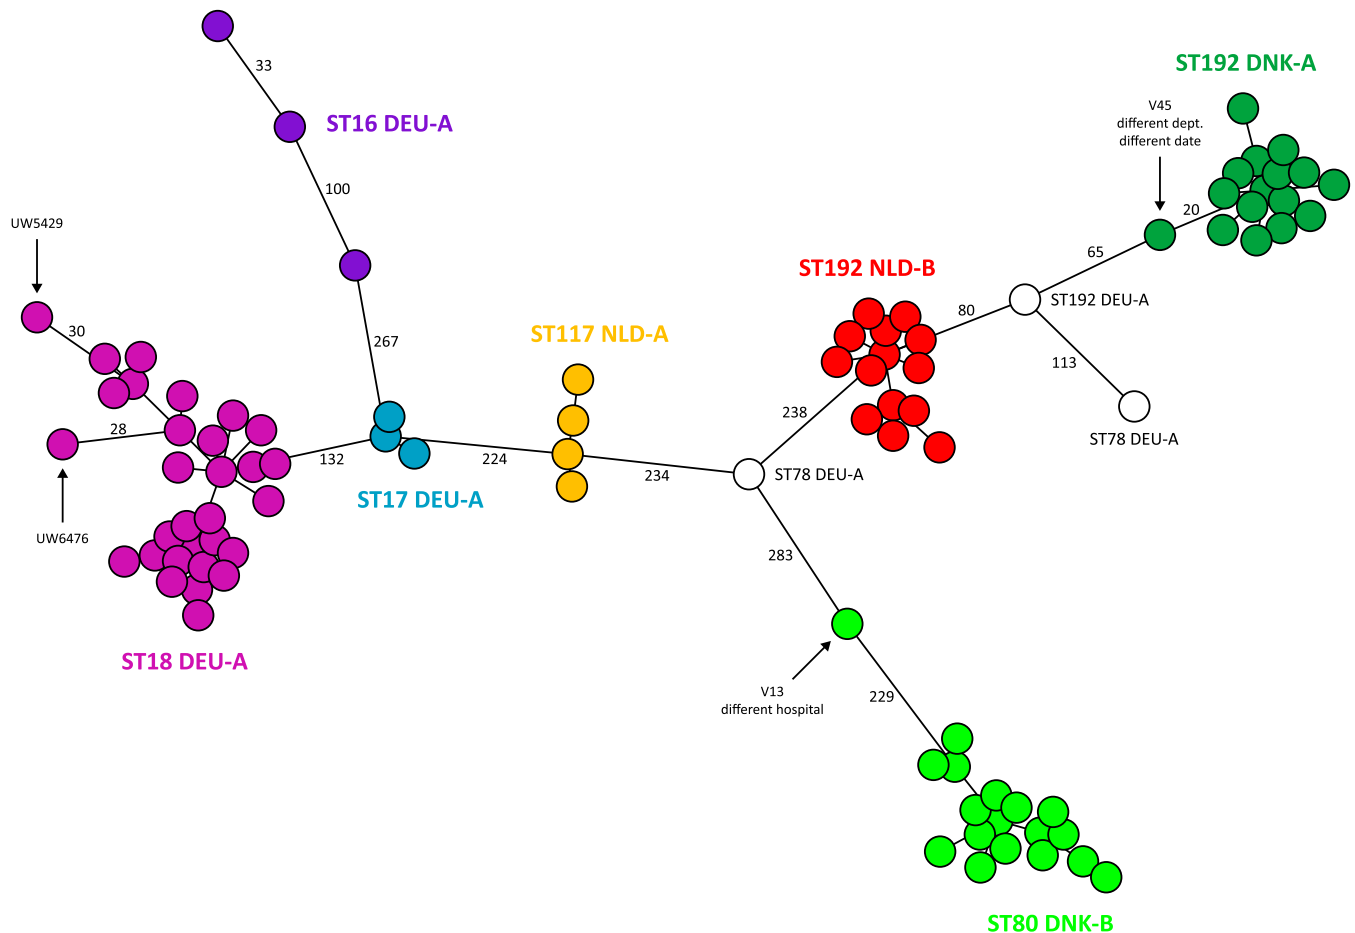 ST192 DNK-A
33
V45
different dept.
different date
ST16 DEU-A
100
20
UW5429
65
ST192 NLD-B
ST192 DEU-A
80
30
267
ST117 NLD-A
113
238
28
132
224
234
ST78 DEU-A
ST78 DEU-A
ST17 DEU-A
UW6476
283
ST18 DEU-A
V13
different hospital
229
ST80 DNK-B